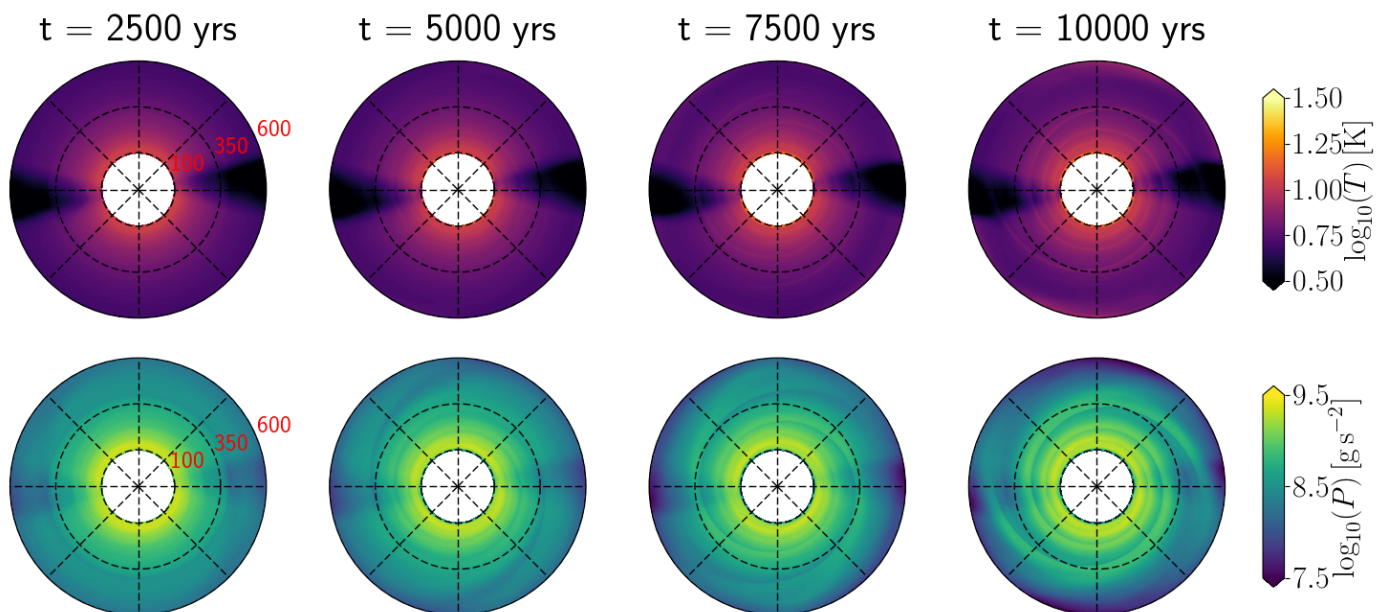 t = 2500 yrs
t = 5000 yrs
t = 7500 yrs
t = 10000 yrs
600
350
100
1.50
1.25
1.00
0.75
0.50
log₁₀(T) [K]
600
350
100
9.5
8.5
7.5
log₁₀(P) [g s⁻²]